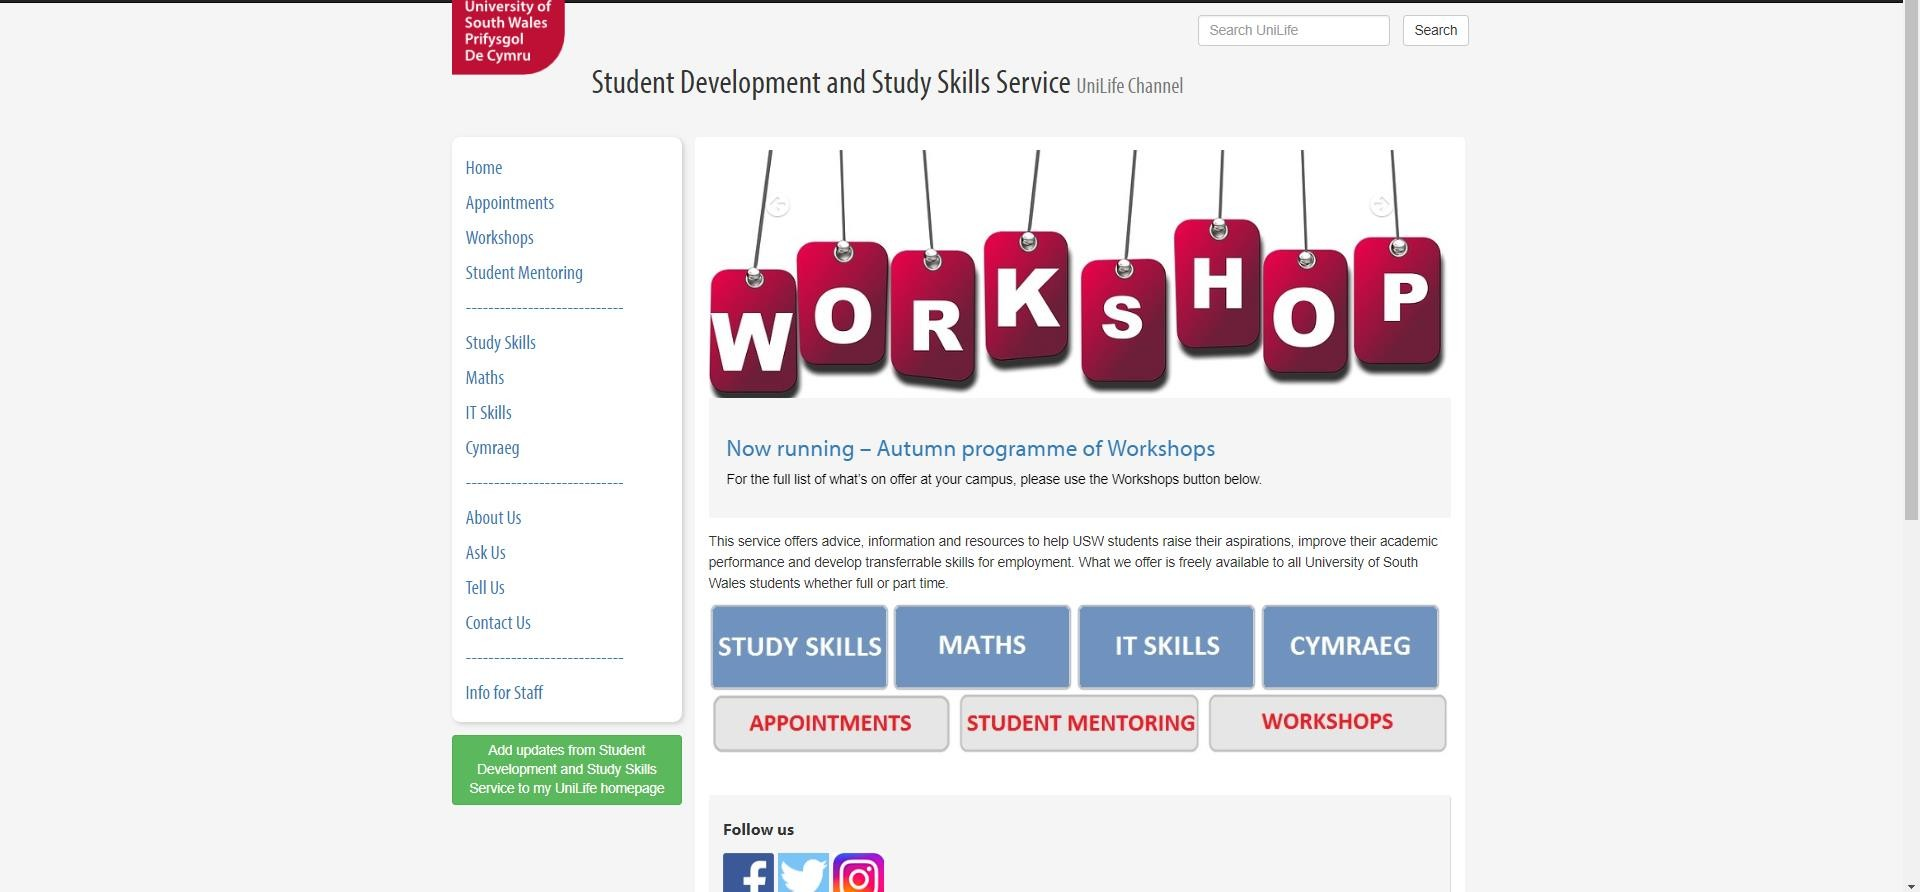 University of
South Wales
Prifysgol
De Cymru
Search UniLife
Search
Student Development and Study Skills Service UniLife Channel
Home
Appointments
Workshops
Student Mentoring
----------------------------
Study Skills
Maths
IT Skills
Cymraeg
----------------------------
About Us
Ask Us
Tell Us
Contact Us
----------------------------
Info for Staff
Add updates from Student
Development and Study Skills
Service to my UniLife homepage
WORKSHOP
Now running – Autumn programme of Workshops
For the full list of what’s on offer at your campus, please use the Workshops button below.
This service offers advice, information and resources to help USW students raise their aspirations, improve their academic
performance and develop transferrable skills for employment. What we offer is freely available to all University of South
Wales students whether full or part time.
STUDY SKILLS MATHS IT SKILLS CYMRAEG
APPOINTMENTS STUDENT MENTORING WORKSHOPS
Follow us